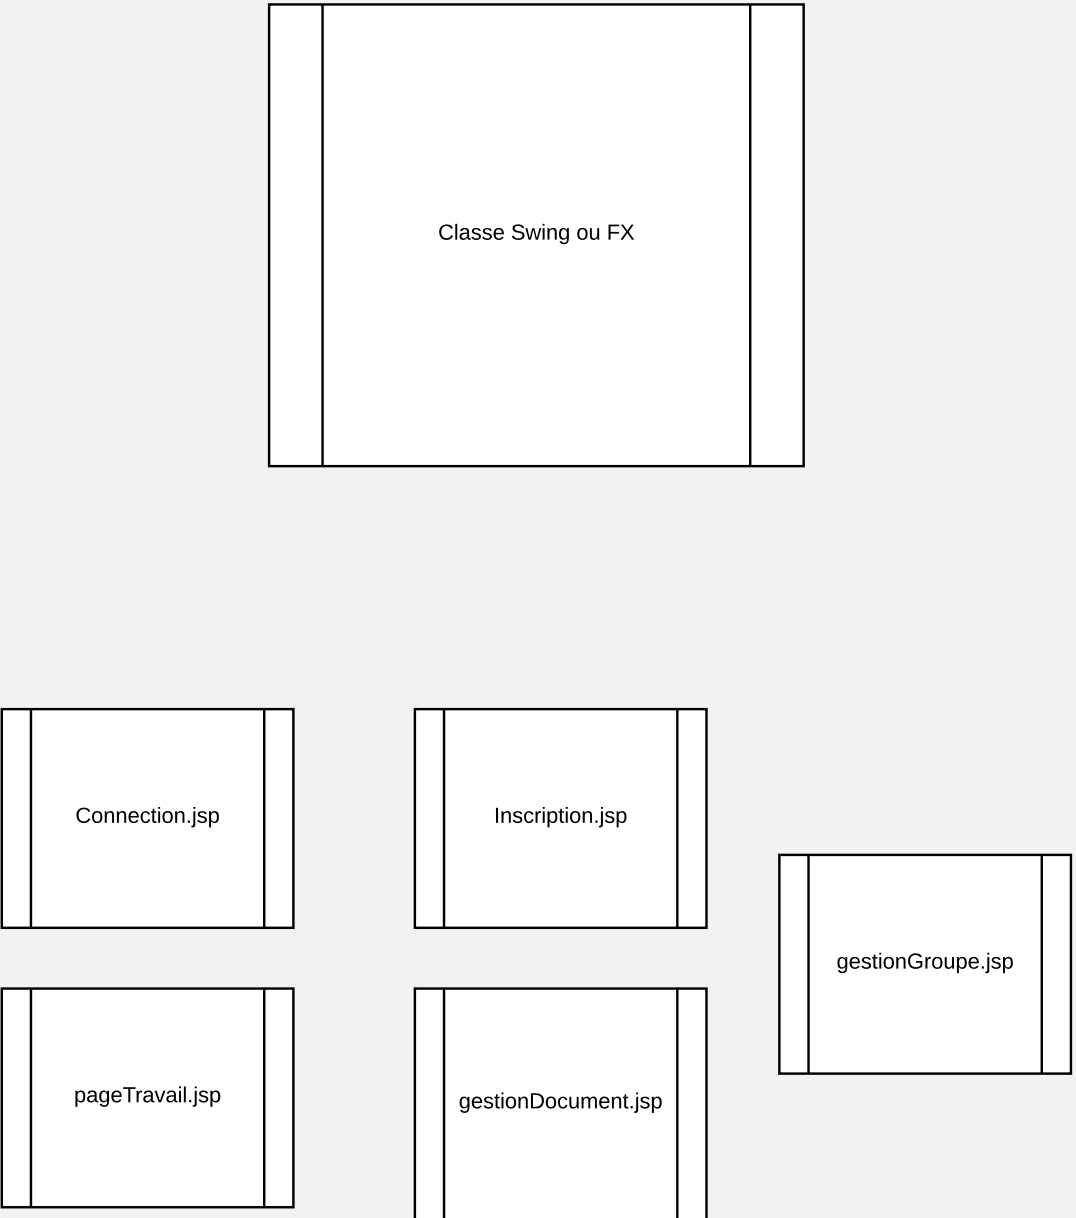 Classe Swing ou FX
Connection.jsp
Inscription.jsp
gestionGroupe.jsp
pageTravail.jsp
gestionDocument.jsp